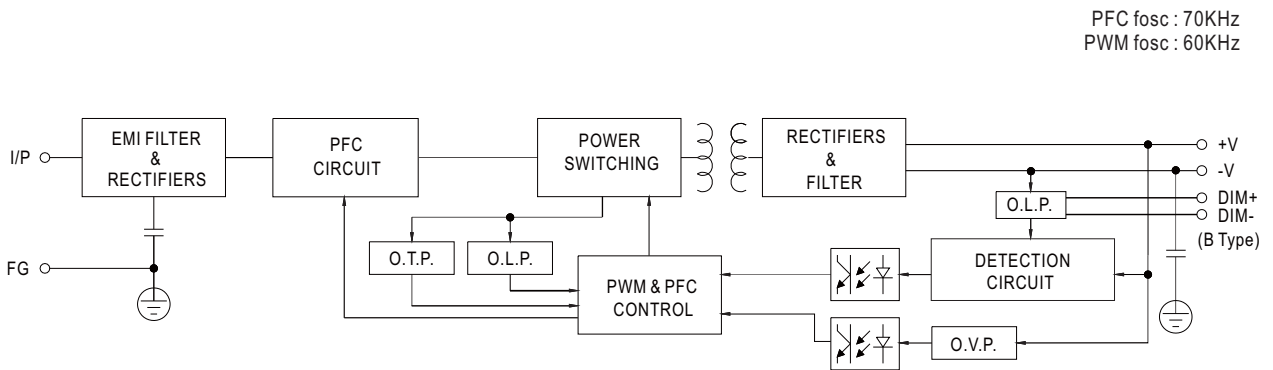 PFC fosc : 70KHz
PWM fosc : 60KHz
I/P
EMI FILTER
&
RECTIFIERS
PFC
CIRCUIT
POWER
SWITCHING
RECTIFIERS
&
FILTER
+V
-V
DIM+
DIM-
(B Type)
O.L.P.
FG
O.T.P.
O.L.P.
PWM & PFC
CONTROL
DETECTION
CIRCUIT
O.V.P.